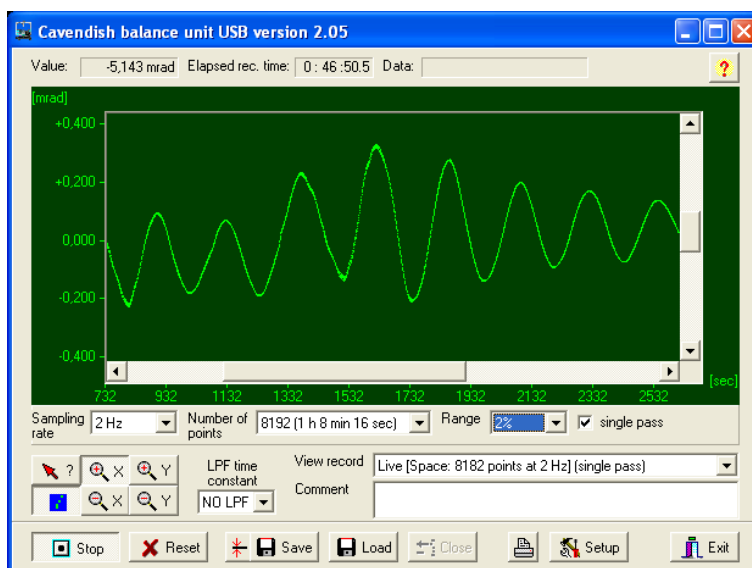 Cavendish balance unit USB version 2.05
Value: -5,143 mrad Elapsed rec. time: 0 : 46 :50.5 Data:
?
[mrad]
+0,400
+0,200
0,000
-0,200
-0,400
[sec]
732 932 1132 1332 1532 1732 1932 2132 2332 2532
Sampling rate 2 Hz Number of points 8192 (1 h 8 min 16 sec) Range 2% single pass
? X Y LPF time constant View record Live [Space: 8182 points at 2 Hz] (single pass)
X Y NO LPF Comment
Stop Reset Save Load Close Setup Exit